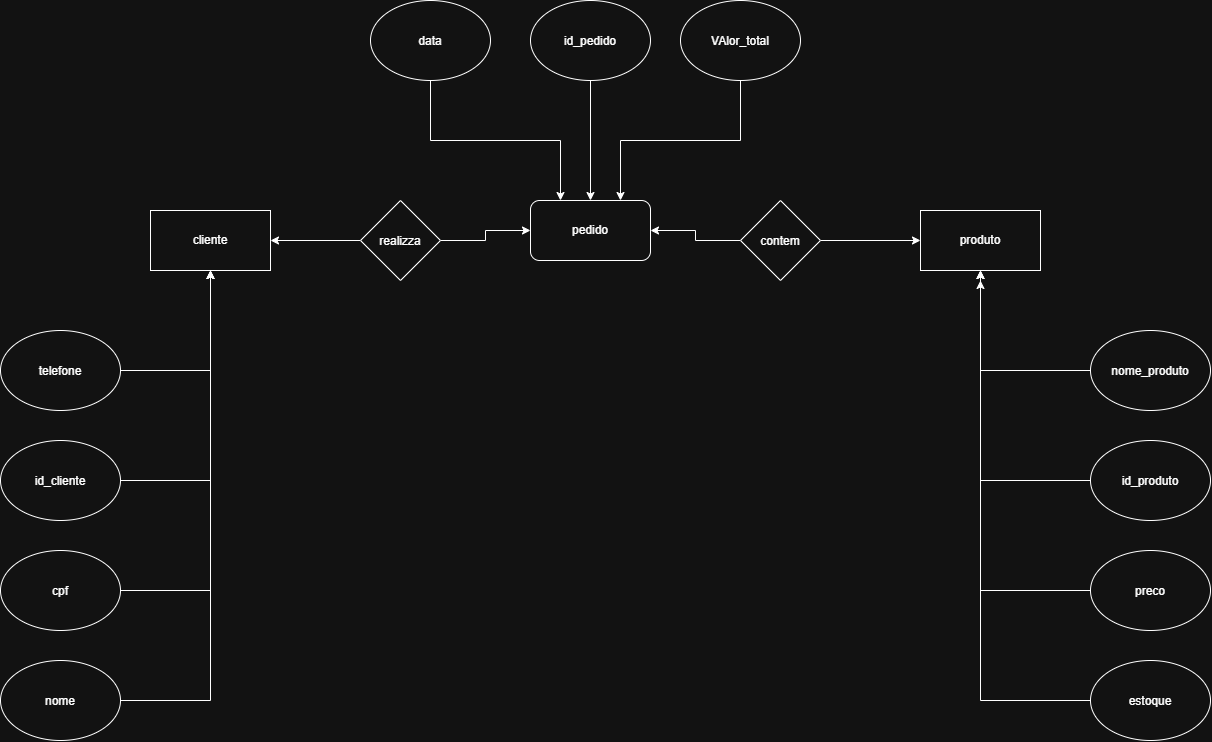 data
id_pedido
VAlor_total
cliente
realizza
pedido
contem
produto
telefone
nome_produto
id_cliente
id_produto
cpf
preco
nome
estoque